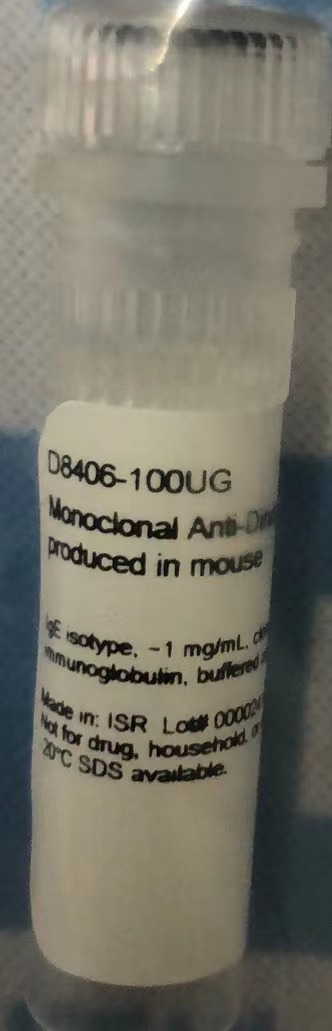 D8406-100UG
Monoclonal Anti-
produced in mouse
IgE isotype, ~1 mg/mL,
immunoglobulin, buffered
Made in: ISR Lot#
Not for drug, household,
20°C SDS available.